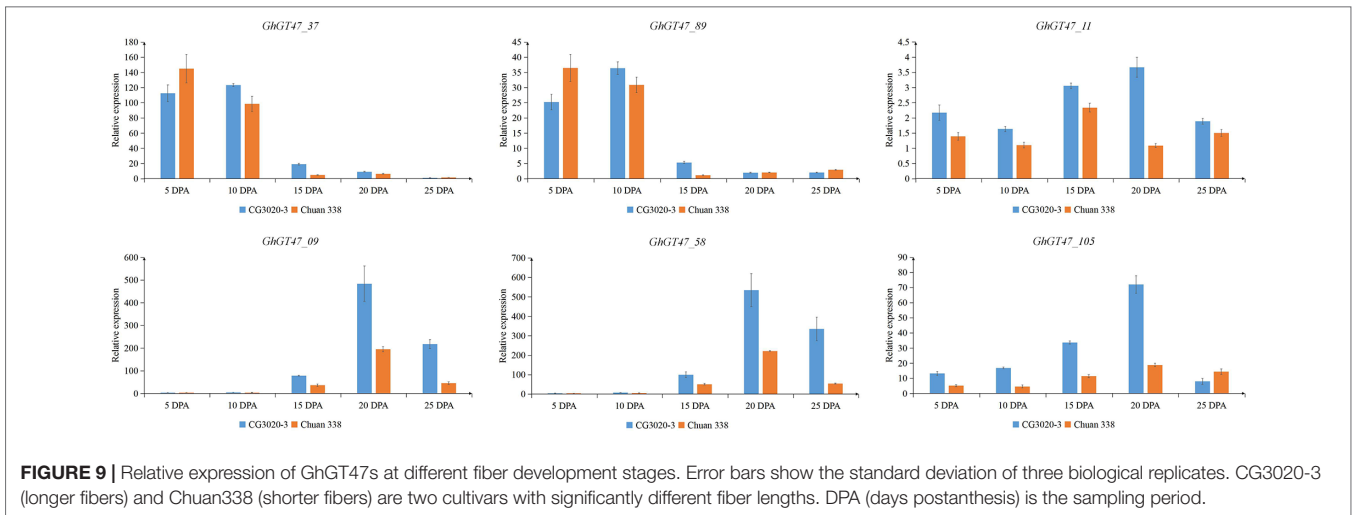 GhGT47_37
GhGT47_89
GhGT47_11
Relative expression
180
160
140
120
100
80
60
40
20
0
5 DPA 10 DPA 15 DPA 20 DPA 25 DPA
CG3020-3 Chuan 338
Relative expression
45
40
35
30
25
20
15
10
5
0
5 DPA 10 DPA 15 DPA 20 DPA 25 DPA
CG3020-3 Chuan 338
Relative expression
4,5
4
3,5
3
2,5
2
1,5
1
0,5
0
5 DPA 10 DPA 15 DPA 20 DPA 25 DPA
CG3020-3 Chuan 338
GhGT47_09
GhGT47_58
GhGT47_105
Relative expression
600
500
400
300
200
100
0
5 DPA 10 DPA 15 DPA 20 DPA 25 DPA
CG3020-3 Chuan 338
Relative expression
700
600
500
400
300
200
100
0
5 DPA 10 DPA 15 DPA 20 DPA 25 DPA
CG3020-3 Chuan 338
Relative expression
90
80
70
60
50
40
30
20
10
0
5 DPA 10 DPA 15 DPA 20 DPA 25 DPA
CG3020-3 Chuan 338
FIGURE 9 | Relative expression of GhGT47s at different fiber development stages. Error bars show the standard deviation of three biological replicates. CG3020-3
(longer fibers) and Chuan338 (shorter fibers) are two cultivars with significantly different fiber lengths. DPA (days postanthesis) is the sampling period.